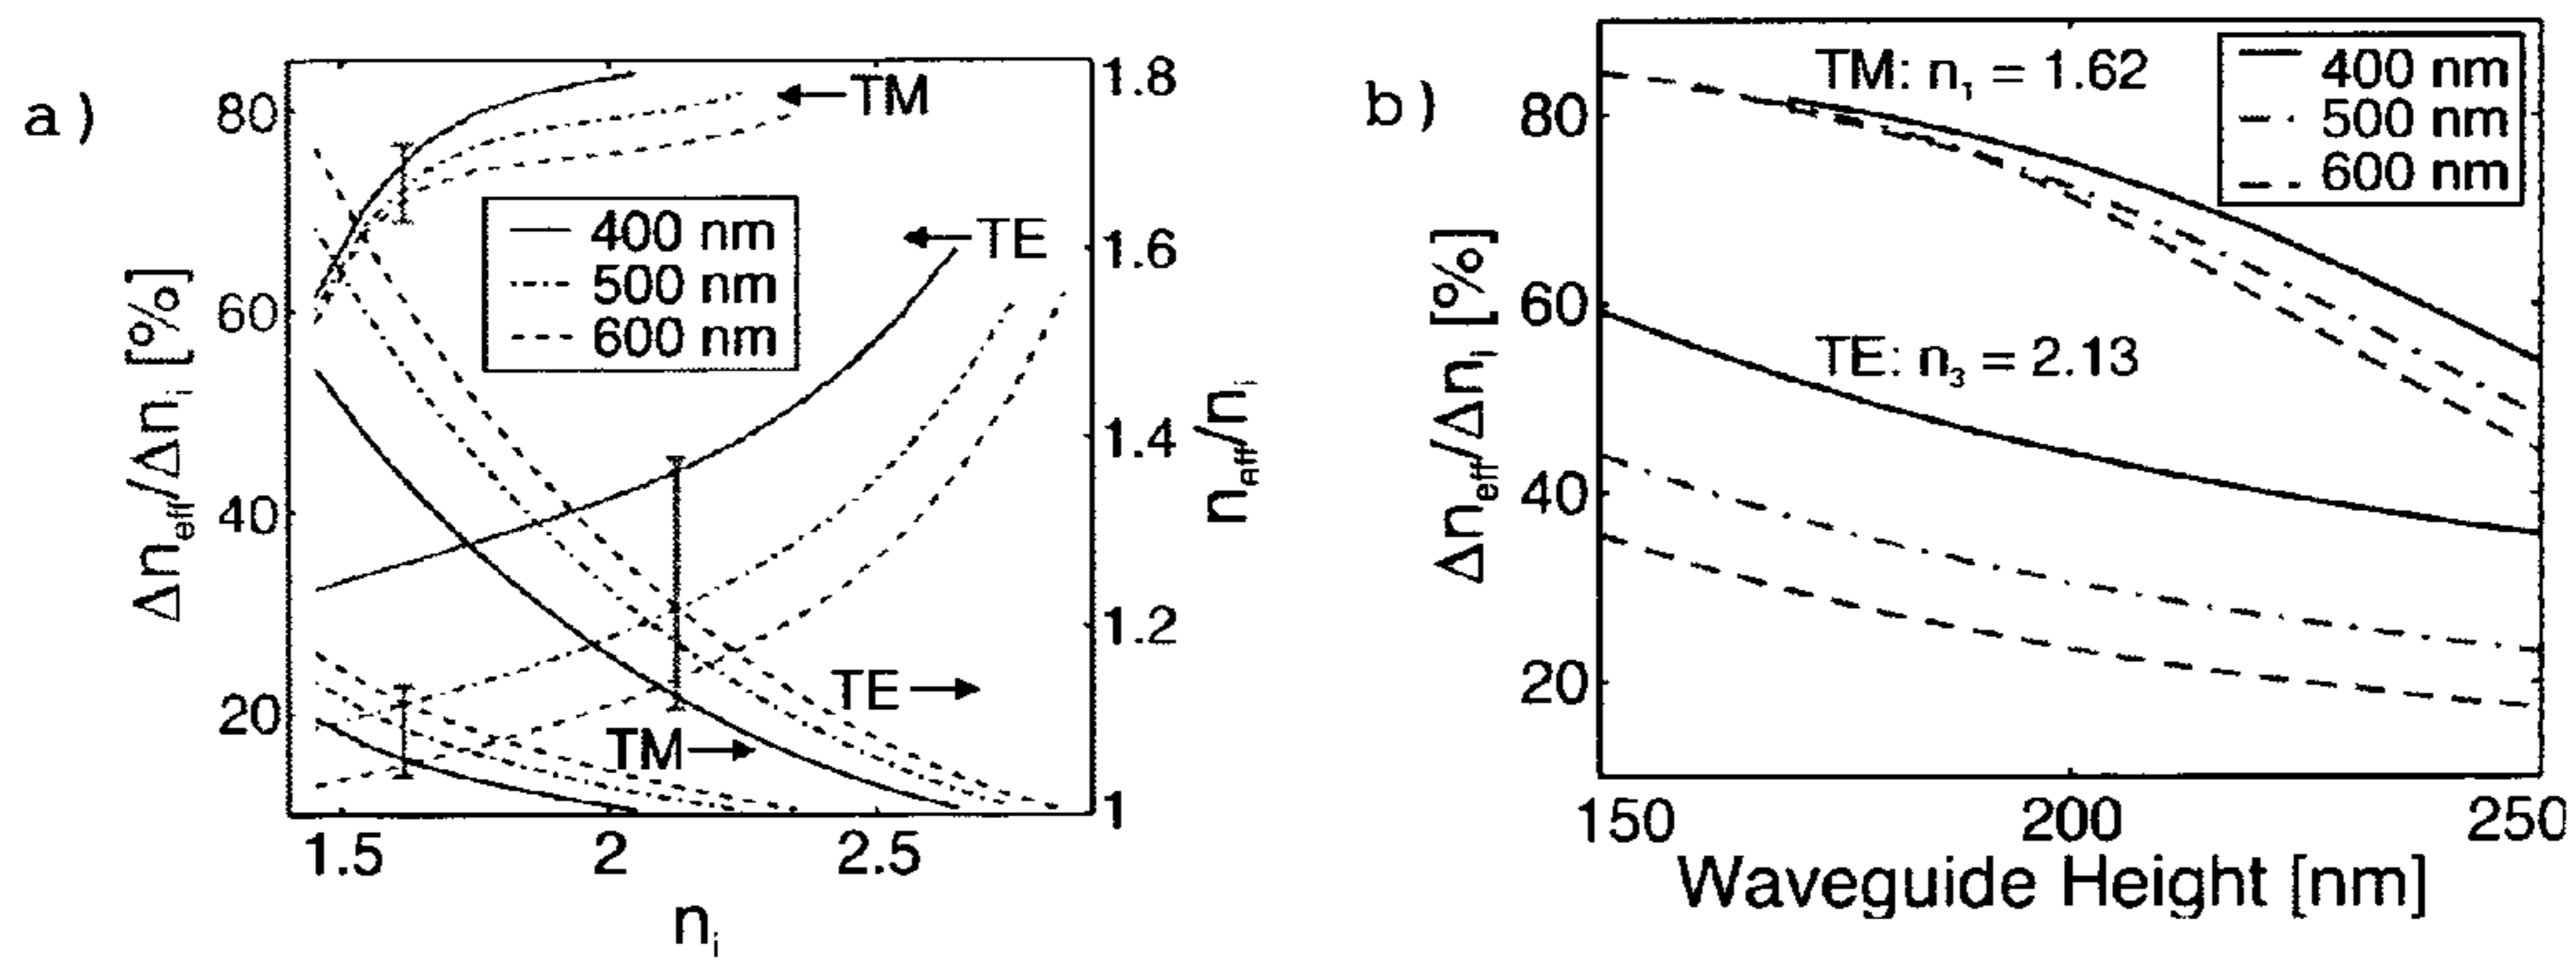 a)
Δn_eff/Δn_i [%]
80
60
40
20
1.5
2
2.5
n_i
1.8
1.6
1.4
1.2
1
n_eff/n_i
←TM
←TE
TE→
TM→
400 nm
500 nm
600 nm
b)
Δn_eff/Δn_i [%]
80
60
40
20
150
200
250
Waveguide Height [nm]
TM: n₁ = 1.62
TE: n₃ = 2.13
400 nm
500 nm
600 nm